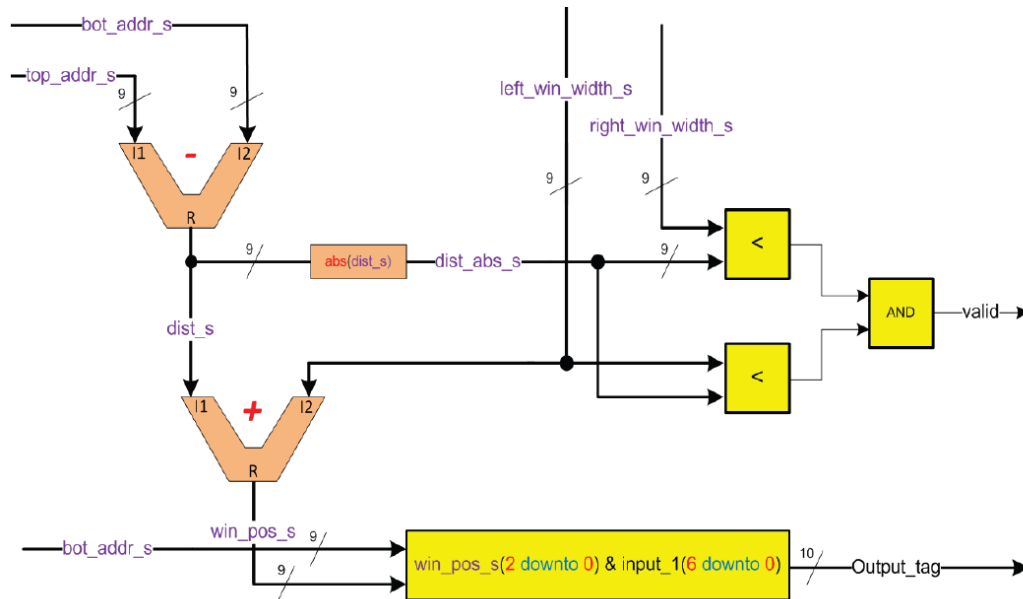 bot_addr_s
top_addr_s
9
9
left_win_width_s
right_win_width_s
I1
-
I2
R
9
9
<
9
abs(dist_s)
dist_abs_s
9
AND
valid
dist_s
<
I1
+
I2
R
win_pos_s
bot_addr_s
9
9
win_pos_s(2 downto 0) & input_1(6 downto 0)
10
Output_tag